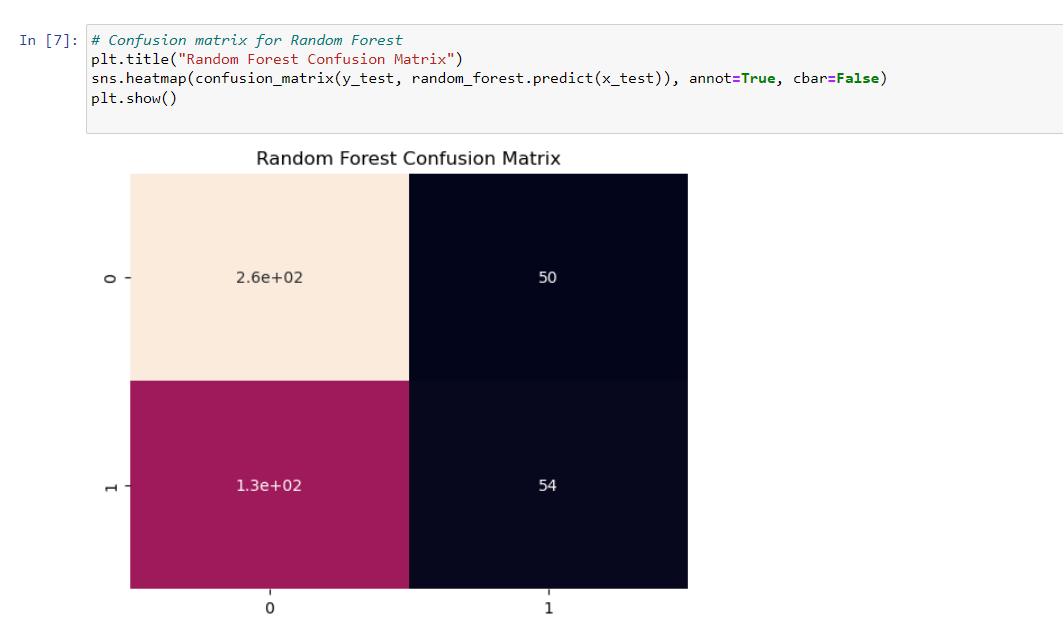 In [7]:
# Confusion matrix for Random Forest
plt.title("Random Forest Confusion Matrix")
sns.heatmap(confusion_matrix(y_test, random_forest.predict(x_test)), annot=True, cbar=False)
plt.show()
Random Forest Confusion Matrix
0
2.6e+02
50
1
1.3e+02
54
0
1